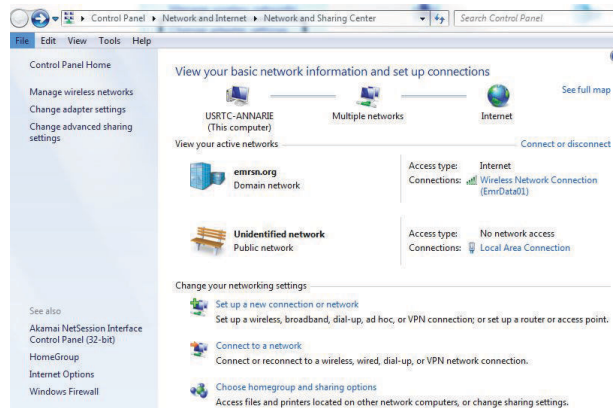 Control Panel ▸ Network and Internet ▸ Network and Sharing Center
Search Control Panel
File Edit View Tools Help
Control Panel Home
Manage wireless networks
Change adapter settings
Change advanced sharing
settings
View your basic network information and set up connections
See full map
USRTC-ANNARIE
(This computer)
Multiple networks
Internet
View your active networks
Connect or disconnect
emrsn.org
Domain network
Access type: Internet
Connections: Wireless Network Connection
(EmrData01)
Unidentified network
Public network
Access type: No network access
Connections: Local Area Connection
Change your networking settings
Set up a new connection or network
Set up a wireless, broadband, dial-up, ad hoc, or VPN connection; or set up a router or access point.
Connect to a network
Connect or reconnect to a wireless, wired, dial-up, or VPN network connection.
Choose homegroup and sharing options
Access files and printers located on other network computers, or change sharing settings.
See also
Akamai NetSession Interface
Control Panel (32-bit)
HomeGroup
Internet Options
Windows Firewall